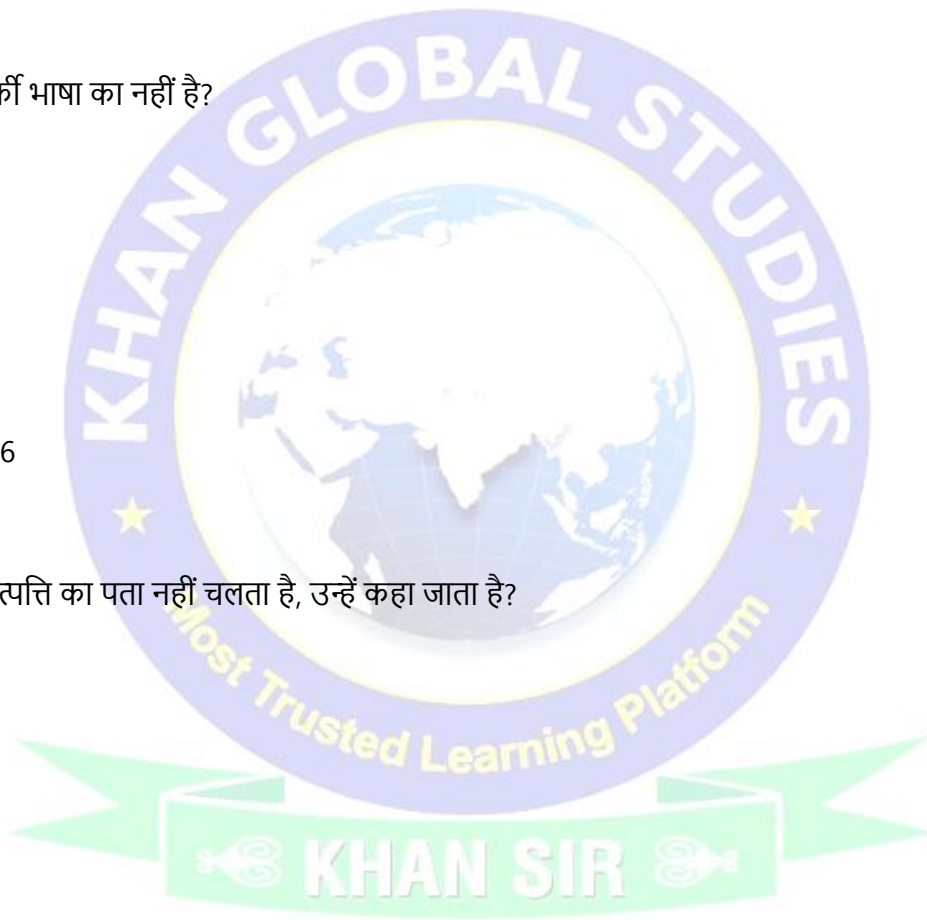 र्की भाषा का नहीं है?
KHAN GLOBAL STUDIES
6
त्पत्ति का पता नहीं चलता है, उन्हें कहा जाता है?
Most Trusted Learning Platform
KHAN SIR